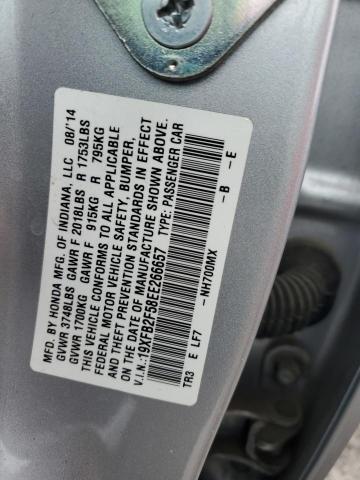 MFD. BY HONDA MFG. OF INDIANA, LLC 08/'14
GVWR 3748LBS GAWR F 2018LBS R 1753LBS
GVWR 1700KG GAWR F 915KG R 795KG
THIS VEHICLE CONFORMS TO ALL APPLICABLE
FEDERAL MOTOR VEHICLE SAFETY, BUMPER,
AND THEFT PREVENTION STANDARDS IN EFFECT
ON THE DATE OF MANUFACTURE SHOWN ABOVE.
V.I.N.: 19XFB2F58EE286657 TYPE: PASSENGER CAR
TR3 E LF7 – NH700MX – B – E